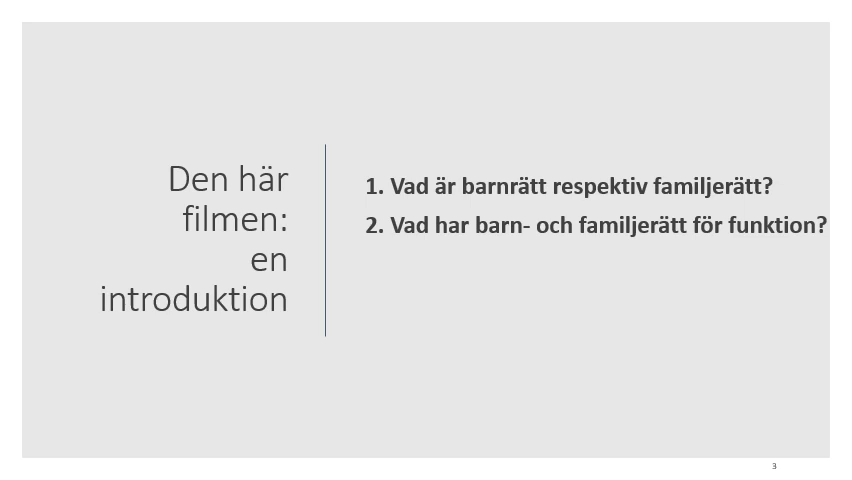 Den här
filmen:
en
introduktion
1. Vad är barnrätt respektiv familjerätt?
2. Vad har barn- och familjerätt för funktion?
3